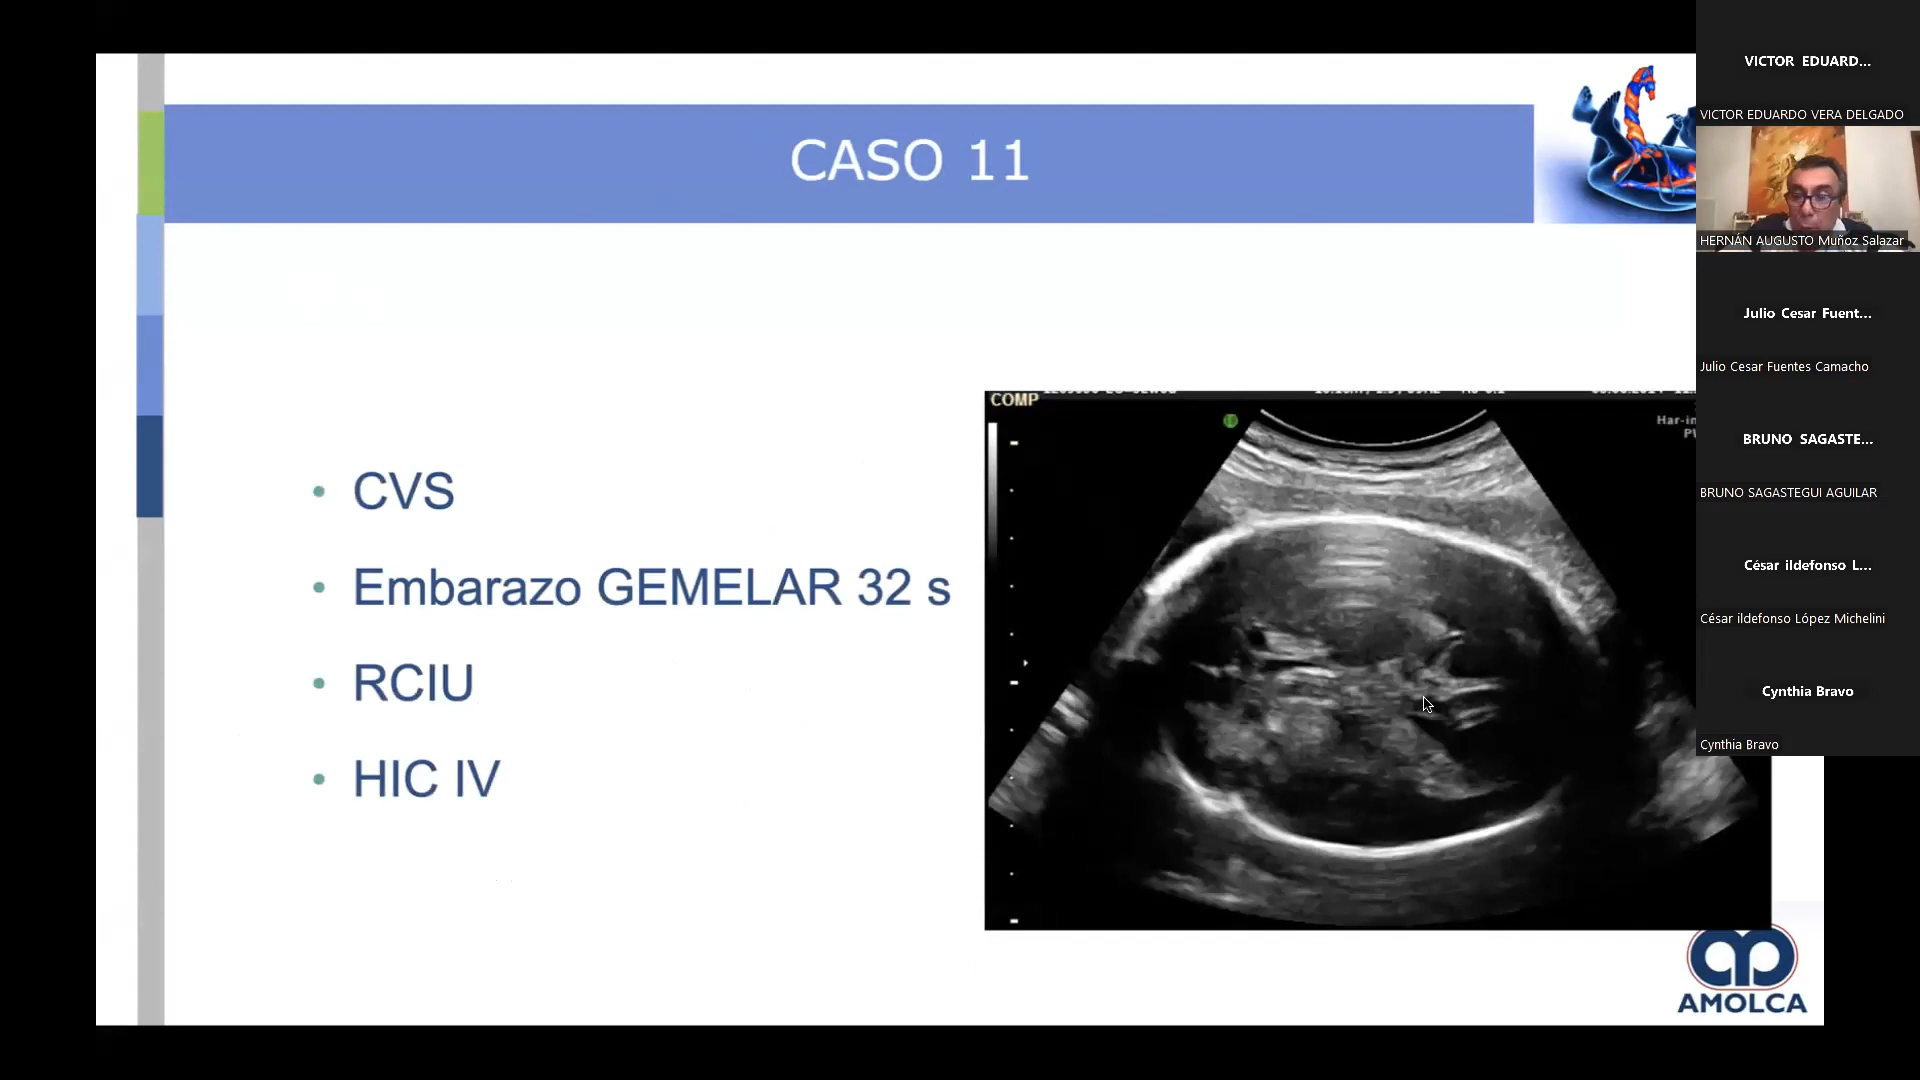 CASO 11
• CVS
• Embarazo GEMELAR 32 s
• RCIU
• HIC IV
COMP
Har-in
AMOLCA
VICTOR EDUARD...
VICTOR EDUARDO VERA DELGADO
HERNÁN AUGUSTO Muñoz Salazar
Julio Cesar Fuent...
Julio Cesar Fuentes Camacho
BRUNO SAGASTE...
BRUNO SAGASTEGUI AGUILAR
César ildefonso L...
César ildefonso López Michelini
Cynthia Bravo
Cynthia Bravo